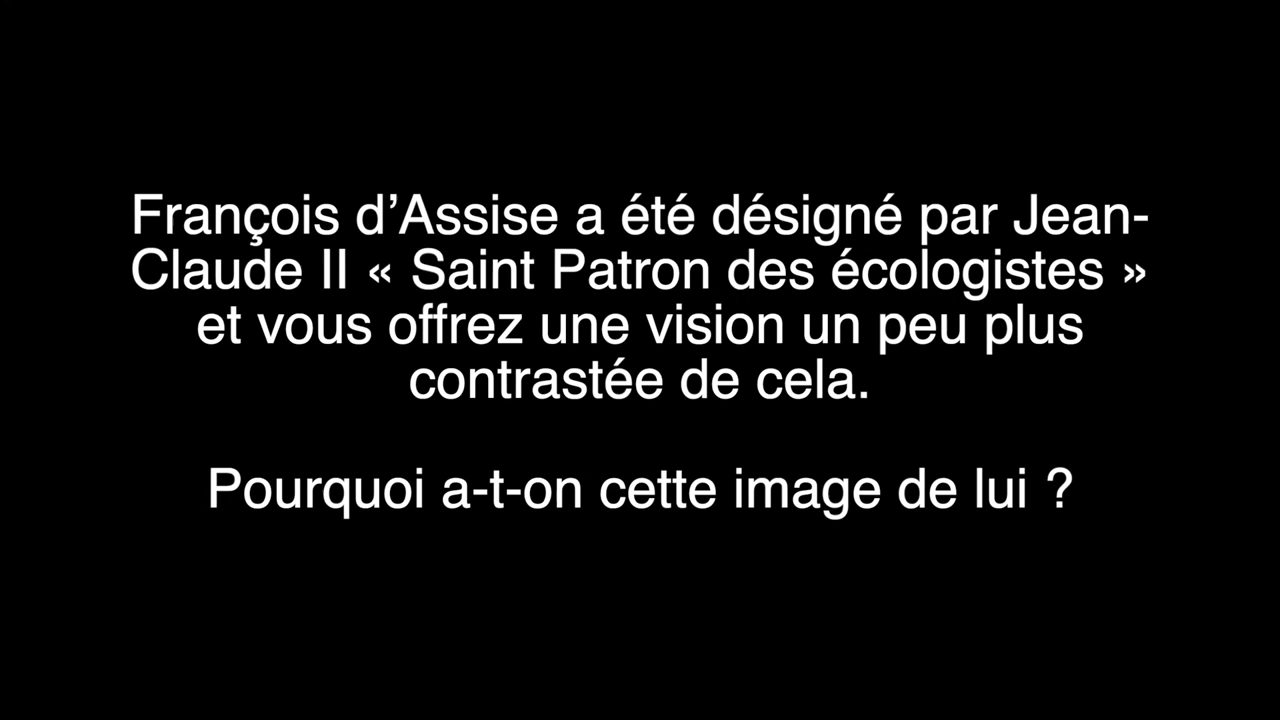 François d’Assise a été désigné par Jean-
Claude II « Saint Patron des écologistes »
et vous offrez une vision un peu plus
contrastée de cela.
Pourquoi a-t-on cette image de lui ?